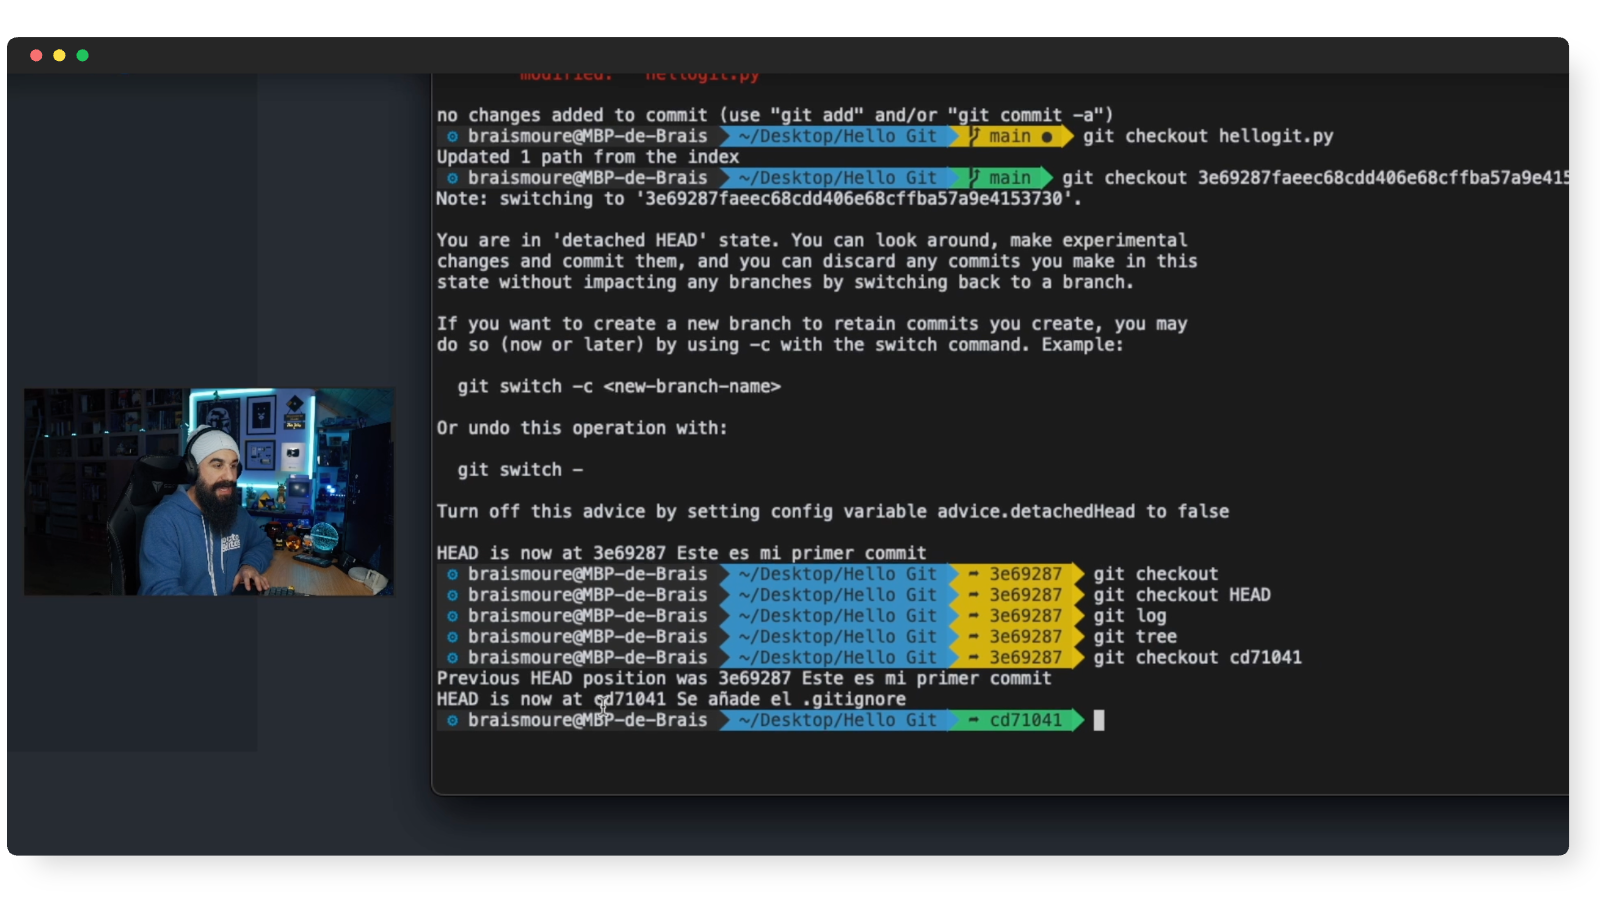 modified: hellogit.py
no changes added to commit (use "git add" and/or "git commit -a")
braismoure@MBP-de-Brais ~/Desktop/Hello Git main ● git checkout hellogit.py
Updated 1 path from the index
braismoure@MBP-de-Brais ~/Desktop/Hello Git main git checkout 3e69287faeec68cdd406e68cffba57a9e415
Note: switching to '3e69287faeec68cdd406e68cffba57a9e4153730'.
You are in 'detached HEAD' state. You can look around, make experimental
changes and commit them, and you can discard any commits you make in this
state without impacting any branches by switching back to a branch.
If you want to create a new branch to retain commits you create, you may
do so (now or later) by using -c with the switch command. Example:
git switch -c <new-branch-name>
Or undo this operation with:
git switch -
Turn off this advice by setting config variable advice.detachedHead to false
HEAD is now at 3e69287 Este es mi primer commit
braismoure@MBP-de-Brais ~/Desktop/Hello Git ➦ 3e69287 git checkout
braismoure@MBP-de-Brais ~/Desktop/Hello Git ➦ 3e69287 git checkout HEAD
braismoure@MBP-de-Brais ~/Desktop/Hello Git ➦ 3e69287 git log
braismoure@MBP-de-Brais ~/Desktop/Hello Git ➦ 3e69287 git tree
braismoure@MBP-de-Brais ~/Desktop/Hello Git ➦ 3e69287 git checkout cd71041
Previous HEAD position was 3e69287 Este es mi primer commit
HEAD is now at cd71041 Se añade el .gitignore
braismoure@MBP-de-Brais ~/Desktop/Hello Git ➦ cd71041